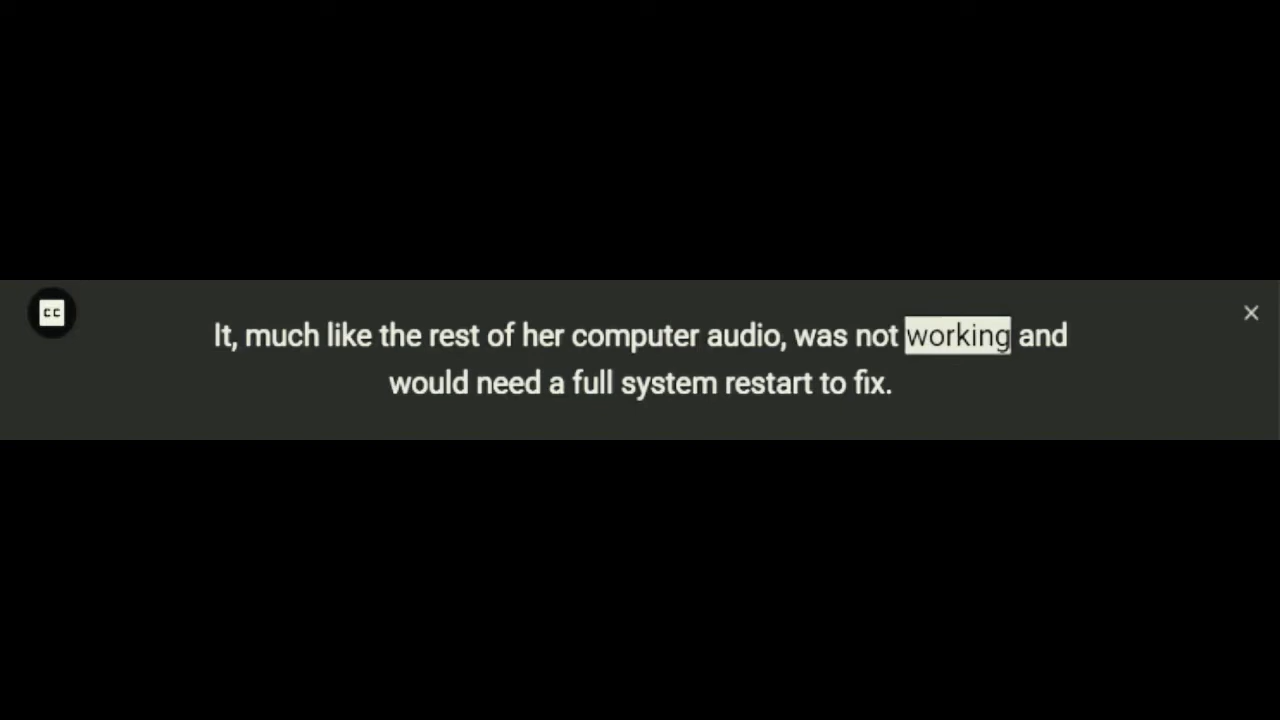 CC
It, much like the rest of her computer audio, was not working and
would need a full system restart to fix.